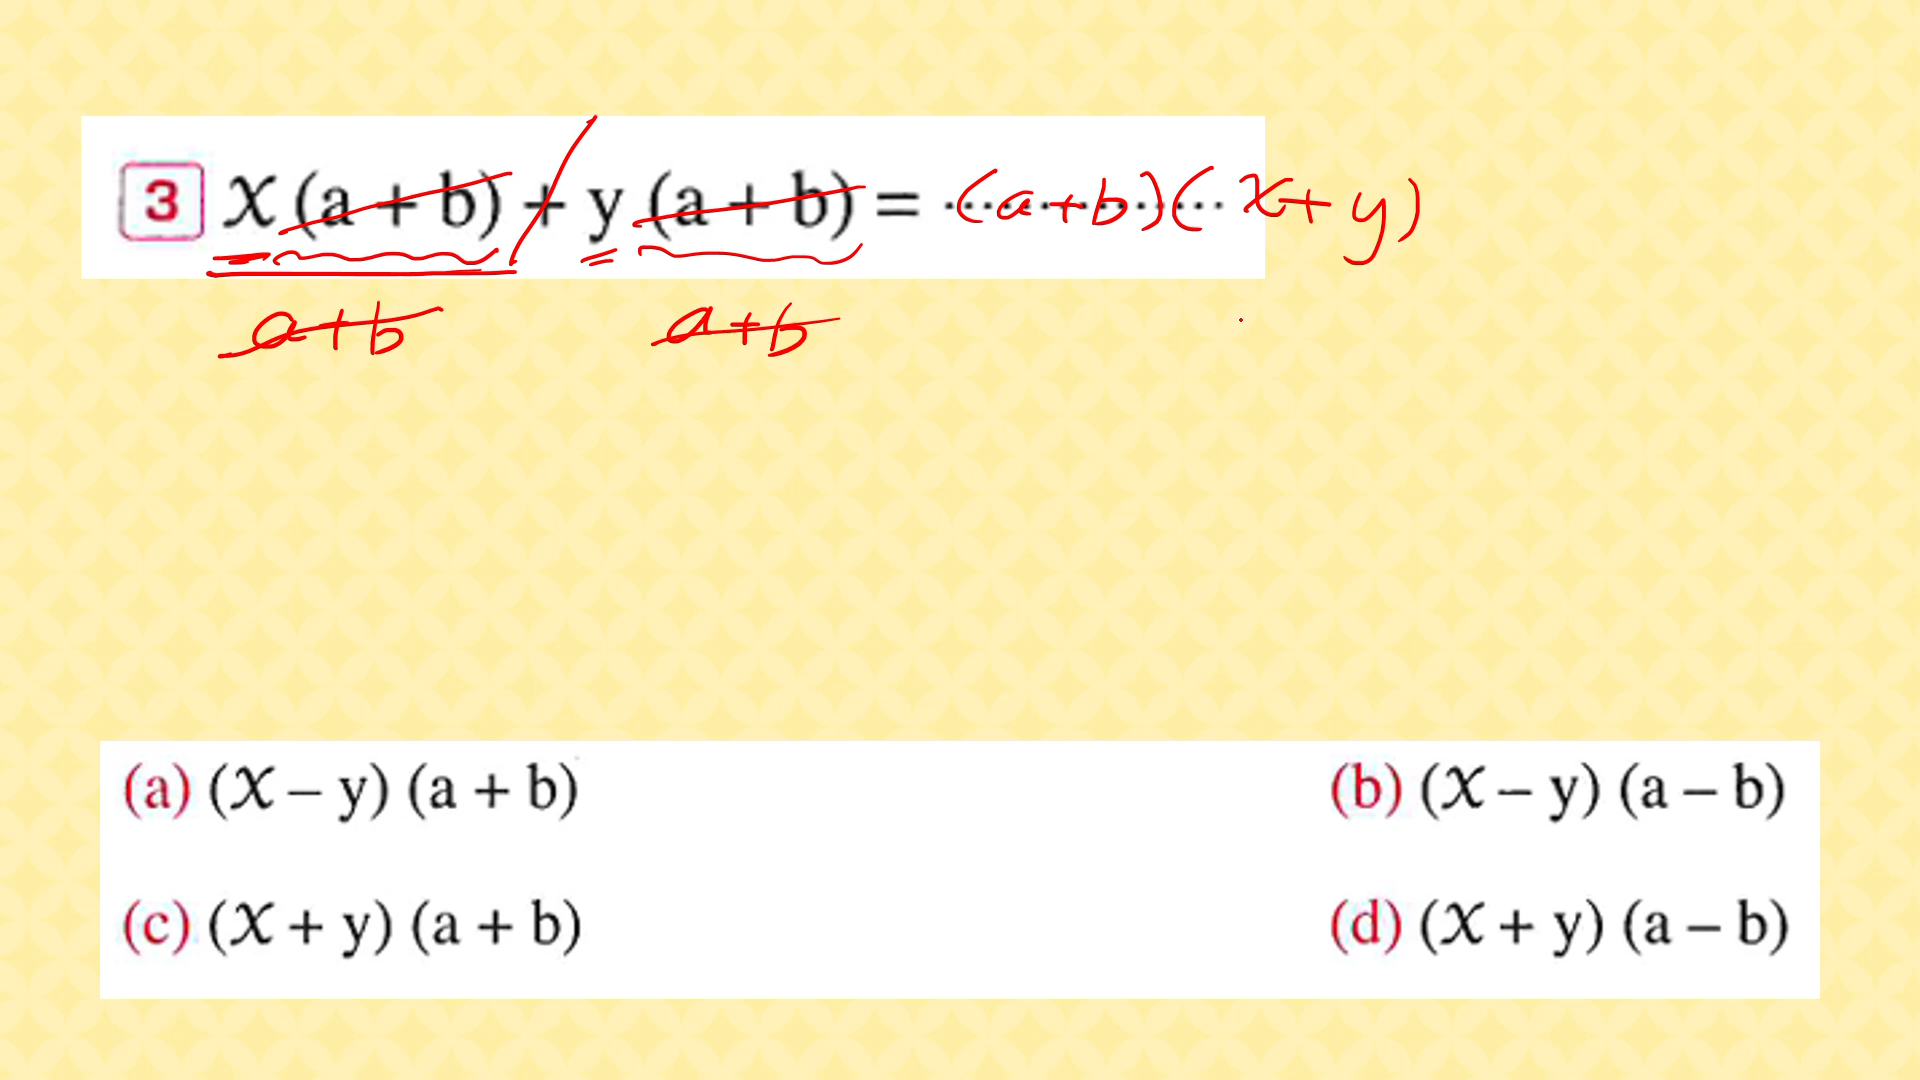 3 x (a + b) + y (a + b) = (a+b)(x+y)
a+b a+b
(a) (x – y) (a + b) (b) (x – y) (a – b)
(c) (x + y) (a + b) (d) (x + y) (a – b)